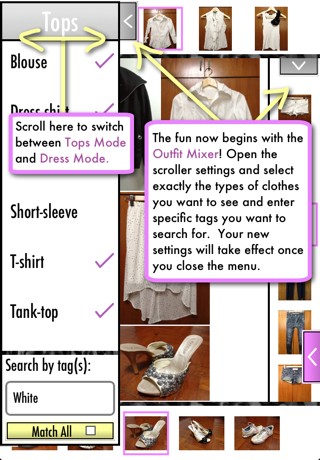 Tops
Blouse
Dress shirt
Scroll here to switch
between Tops Mode
and Dress Mode.
Short-sleeve
T-shirt
Tank-top
Search by tag(s):
White
Match All
The fun now begins with the
Outfit Mixer! Open the
scroller settings and select
exactly the types of clothes
you want to see and enter
specific tags you want to
search for. Your new
settings will take effect once
you close the menu.